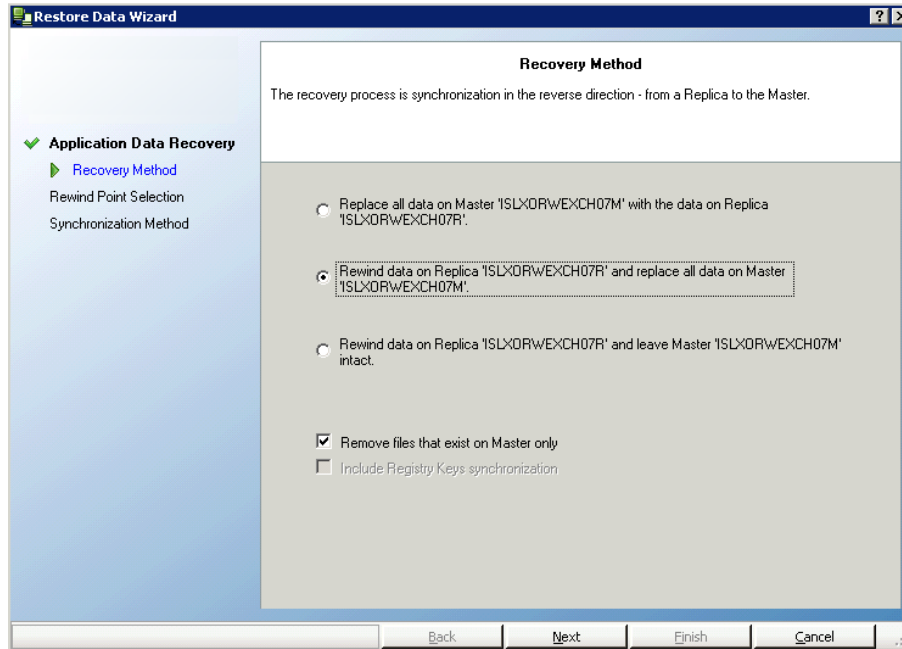 Restore Data Wizard
Recovery Method
The recovery process is synchronization in the reverse direction - from a Replica to the Master.
Application Data Recovery
Recovery Method
Rewind Point Selection
Synchronization Method
Replace all data on Master 'ISLXORWEXCH07M' with the data on Replica
'ISLXORWEXCH07R'.
Rewind data on Replica 'ISLXORWEXCH07R' and replace all data on Master
'ISLXORWEXCH07M'.
Rewind data on Replica 'ISLXORWEXCH07R' and leave Master 'ISLXORWEXCH07M'
intact.
Remove files that exist on Master only
Include Registry Keys synchronization
Back Next Finish Cancel